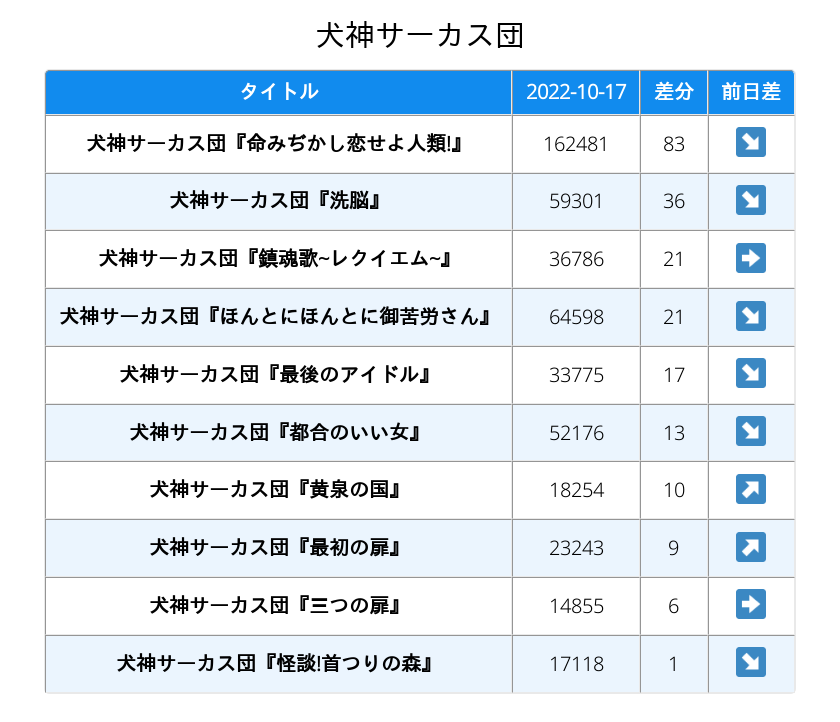 犬神サーカス団
タイトル 2022-10-17 差分 前日差
犬神サーカス団『命みぢかし恋せよ人類!』 162481 83 ↘
犬神サーカス団『洗脳』 59301 36 ↘
犬神サーカス団『鎮魂歌~レクイエム~』 36786 21 ➡
犬神サーカス団『ほんとにほんとに御苦労さん』 64598 21 ↘
犬神サーカス団『最後のアイドル』 33775 17 ↘
犬神サーカス団『都合のいい女』 52176 13 ↘
犬神サーカス団『黄泉の国』 18254 10 ↗
犬神サーカス団『最初の扉』 23243 9 ↗
犬神サーカス団『三つの扉』 14855 6 ➡
犬神サーカス団『怪談!首つりの森』 17118 1 ↘